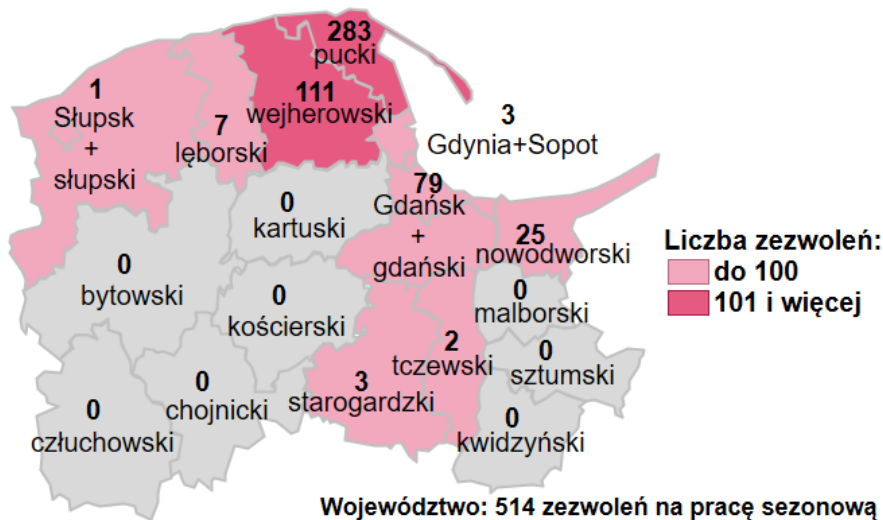 283
pucki
111
wejherowski
1
Słupsk
+
słupski
7
lęborski
3
Gdynia+Sopot
0
kartuski
79
Gdańsk
+
gdański
25
nowodworski
0
bytowski
0
kościerski
0
malborski
2
tczewski
0
sztumski
3
starogardzki
0
chojnicki
0
człuchowski
0
kwidzyński
Liczba zezwoleń:
do 100
101 i więcej
Województwo: 514 zezwoleń na pracę sezonową